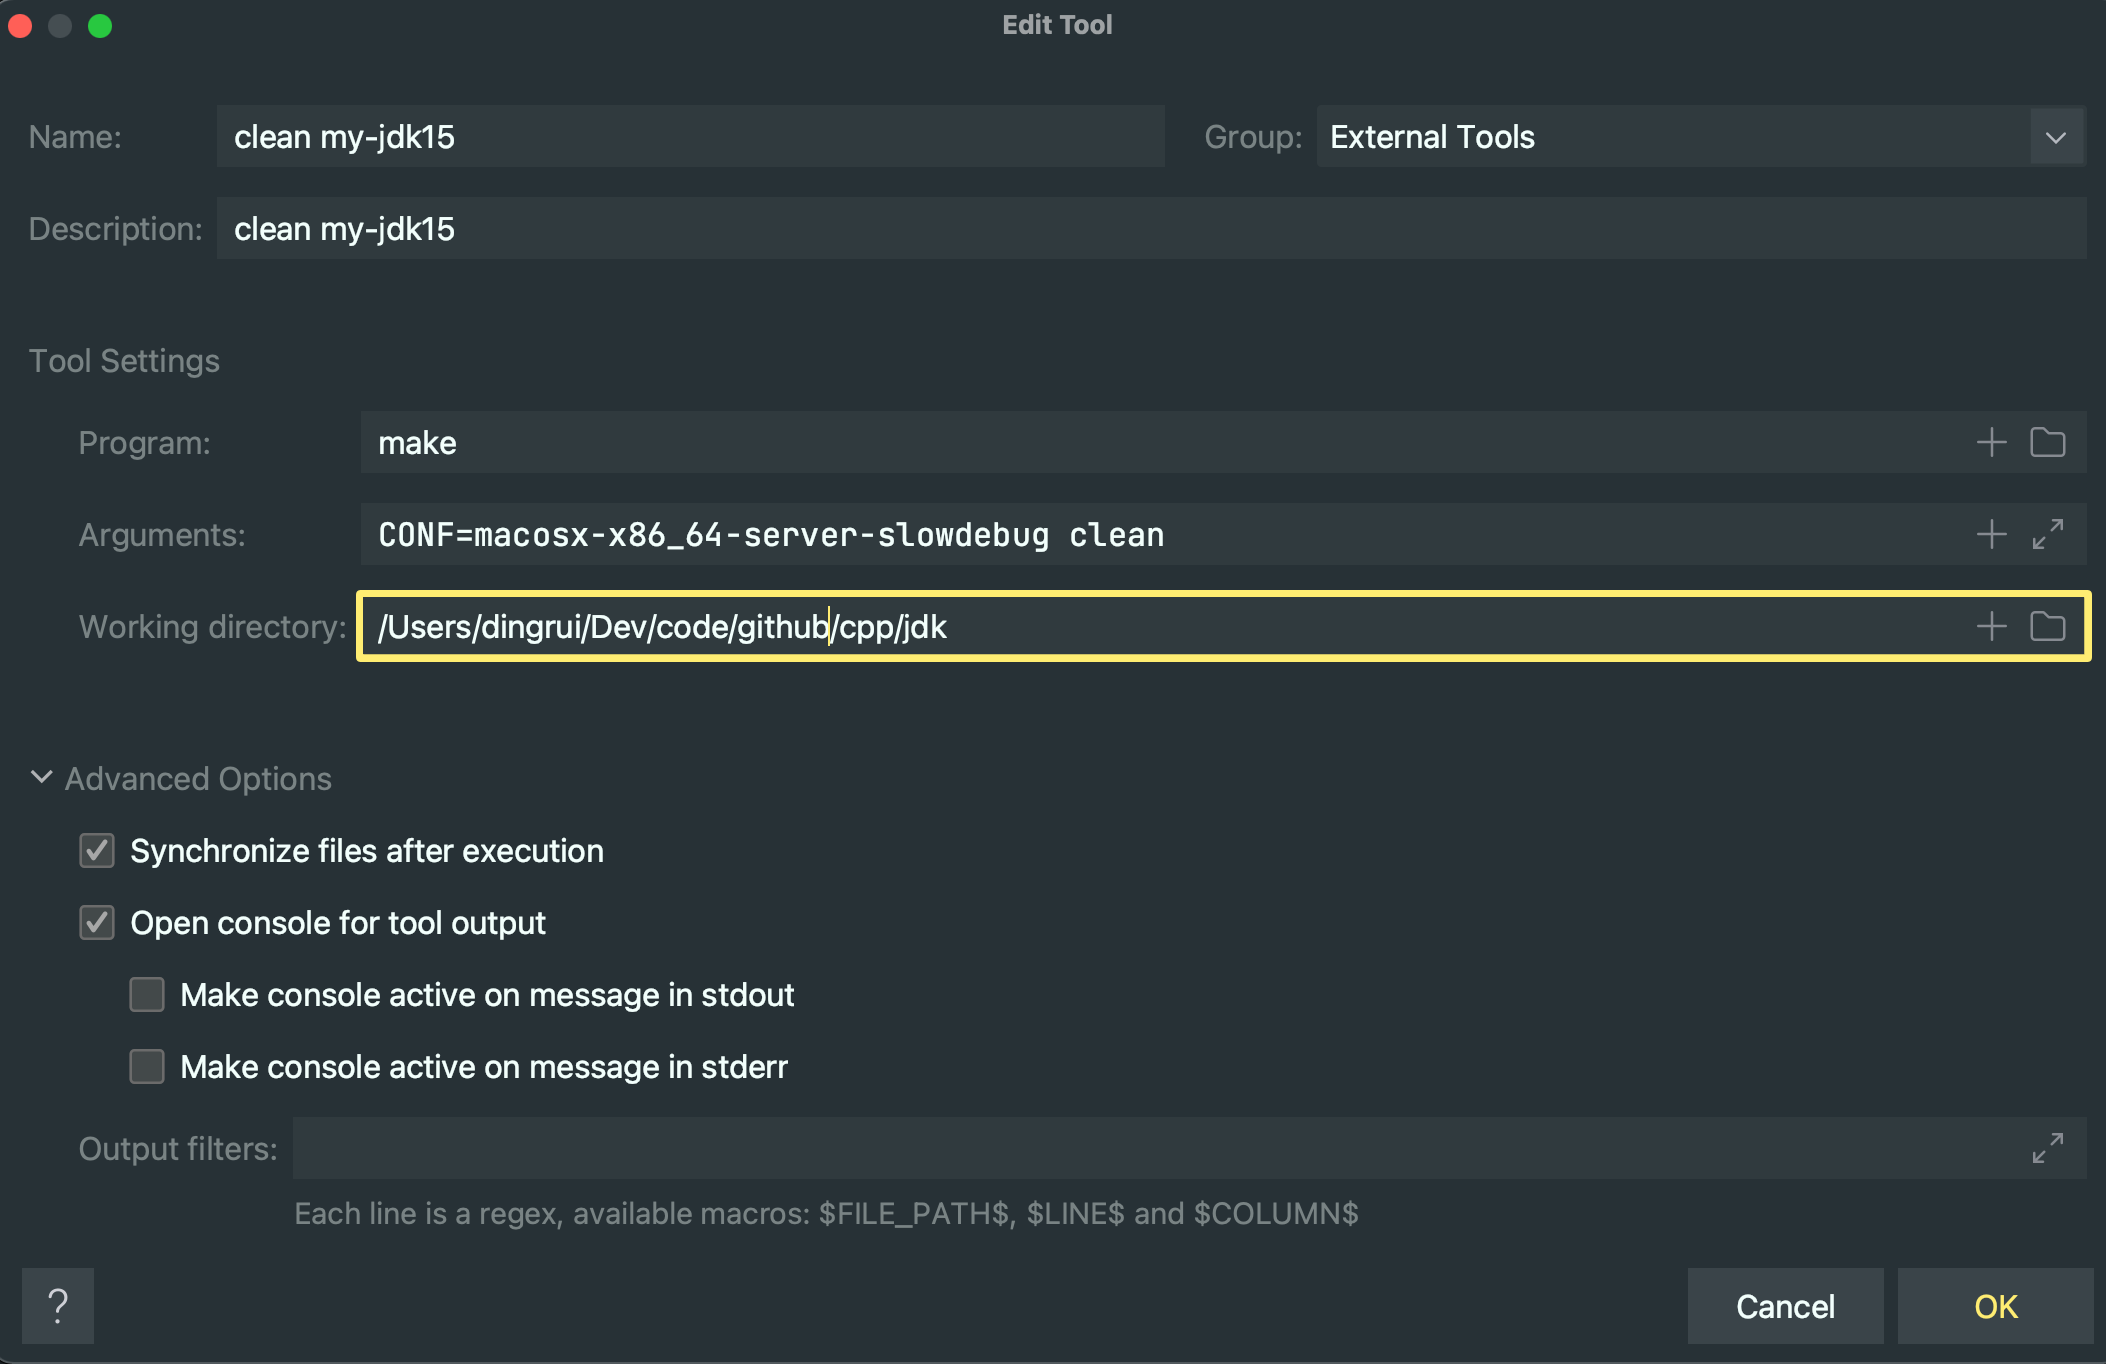 Edit Tool
Name: clean my-jdk15 Group: External Tools
Description: clean my-jdk15
Tool Settings
Program: make
Arguments: CONF=macosx-x86_64-server-slowdebug clean
Working directory: /Users/dingrui/Dev/code/github/cpp/jdk
Advanced Options
Synchronize files after execution
Open console for tool output
Make console active on message in stdout
Make console active on message in stderr
Output filters:
Each line is a regex, available macros: $FILE_PATH$, $LINE$ and $COLUMN$
? Cancel OK